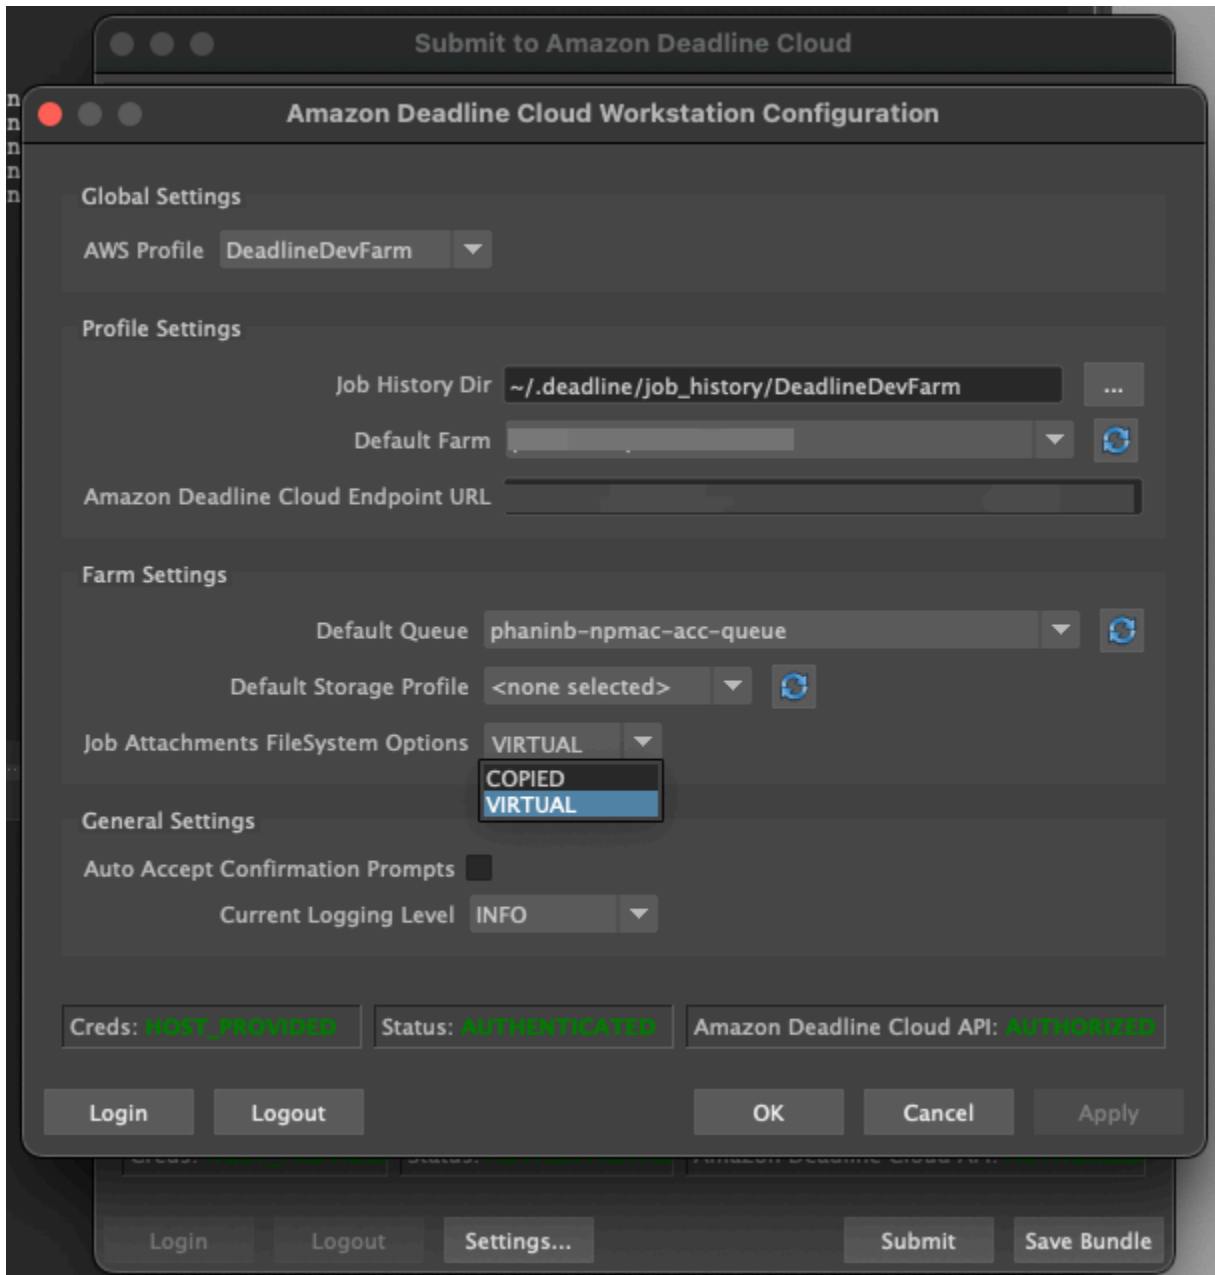 Submit to Amazon Deadline Cloud
n
n
n
n
n
Amazon Deadline Cloud Workstation Configuration
Global Settings
AWS Profile DeadlineDevFarm
Profile Settings
Job History Dir ~/.deadline/job_history/DeadlineDevFarm ...
Default Farm
Amazon Deadline Cloud Endpoint URL
Farm Settings
Default Queue phaninb-npmac-acc-queue
Default Storage Profile <none selected>
Job Attachments FileSystem Options VIRTUAL
COPIED
VIRTUAL
General Settings
Auto Accept Confirmation Prompts
Current Logging Level INFO
Creds: HOST_PROVIDED Status: AUTHENTICATED Amazon Deadline Cloud API: AUTHORIZED
Login Logout OK Cancel Apply
Login Logout Settings... Submit Save Bundle